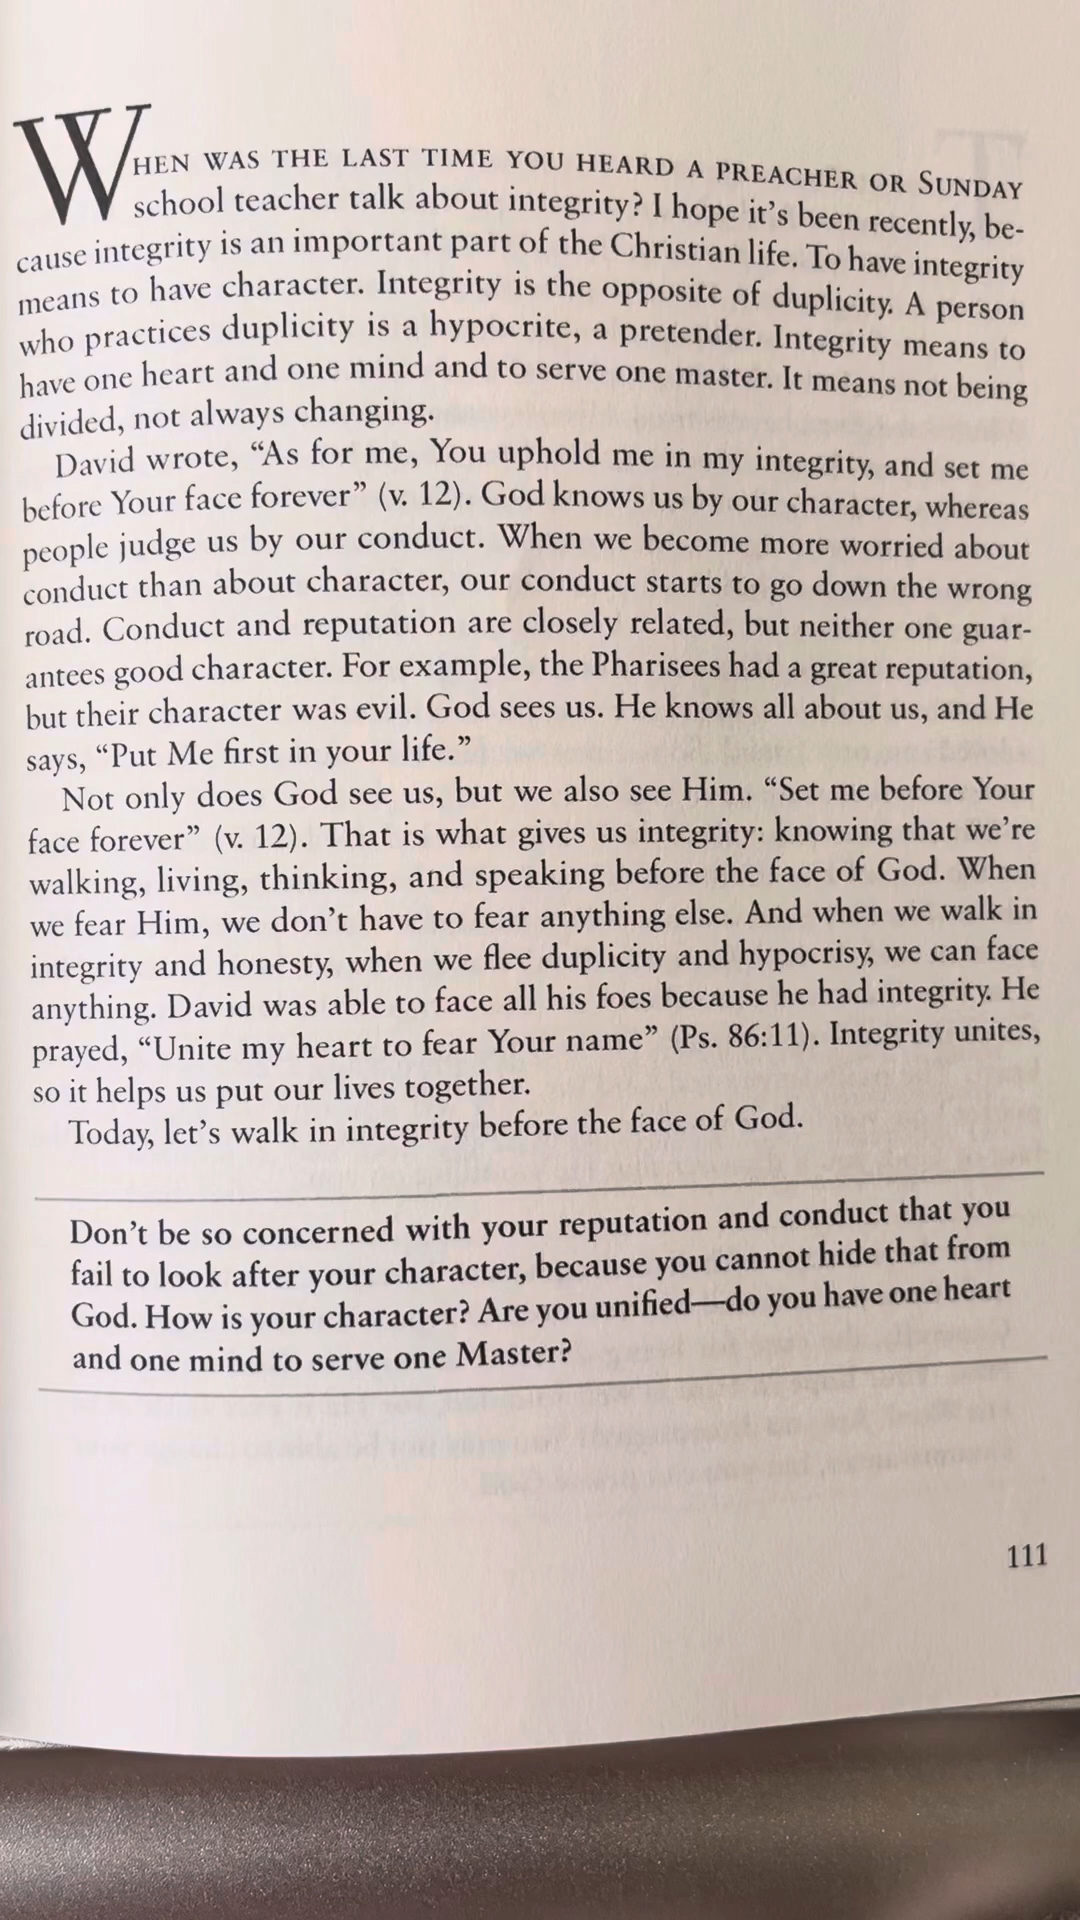 WHEN WAS THE LAST TIME YOU HEARD A PREACHER OR SUNDAY
school teacher talk about integrity? I hope it's been recently, be-
cause integrity is an important part of the Christian life. To have integrity
means to have character. Integrity is the opposite of duplicity. A person
who practices duplicity is a hypocrite, a pretender. Integrity means to
have one heart and one mind and to serve one master. It means not being
divided, not always changing.
David wrote, “As for me, You uphold me in my integrity, and set me
before Your face forever” (v. 12). God knows us by our character, whereas
people judge us by our conduct. When we become more worried about
conduct than about character, our conduct starts to go down the wrong
road. Conduct and reputation are closely related, but neither one guar-
antees good character. For example, the Pharisees had a great reputation,
but their character was evil. God sees us. He knows all about us, and He
says, “Put Me first in your life.”
Not only does God see us, but we also see Him. “Set me before Your
face forever” (v. 12). That is what gives us integrity: knowing that we're
walking, living, thinking, and speaking before the face of God. When
we fear Him, we don't have to fear anything else. And when we walk in
integrity and honesty, when we flee duplicity and hypocrisy, we can face
anything. David was able to face all his foes because he had integrity. He
prayed, “Unite my heart to fear Your name” (Ps. 86:11). Integrity unites,
so it helps us put our lives together.
Today, let's walk in integrity before the face of God.
Don't be so concerned with your reputation and conduct that you
fail to look after your character, because you cannot hide that from
God. How is your character? Are you unified—do you have one heart
and one mind to serve one Master?
111